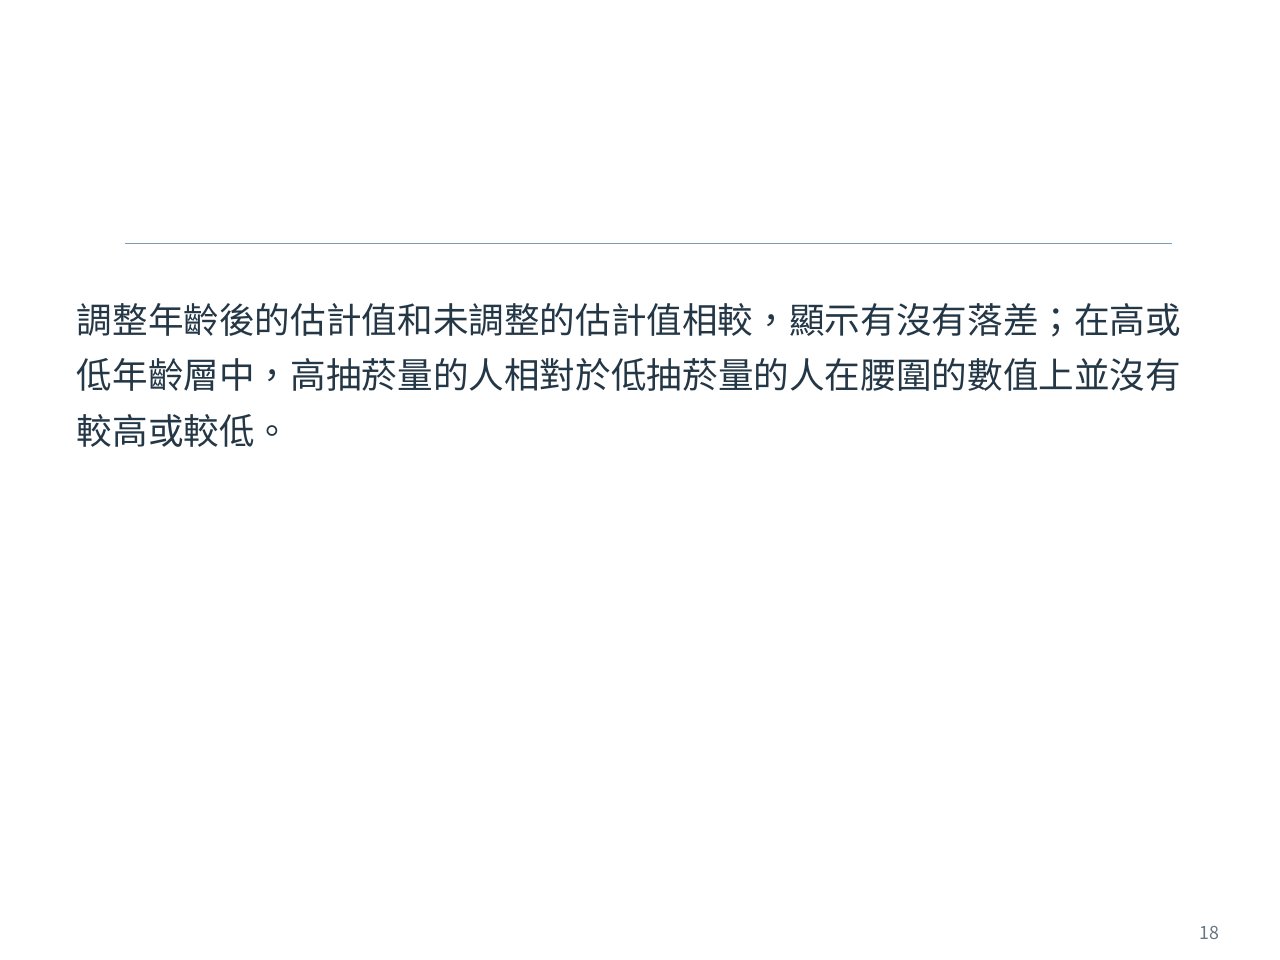 調整年齡後的估計值和未調整的估計值相較，顯示有沒有落差；在高或
低年齡層中，高抽菸量的人相對於低抽菸量的人在腰圍的數值上並沒有
較高或較低。
18